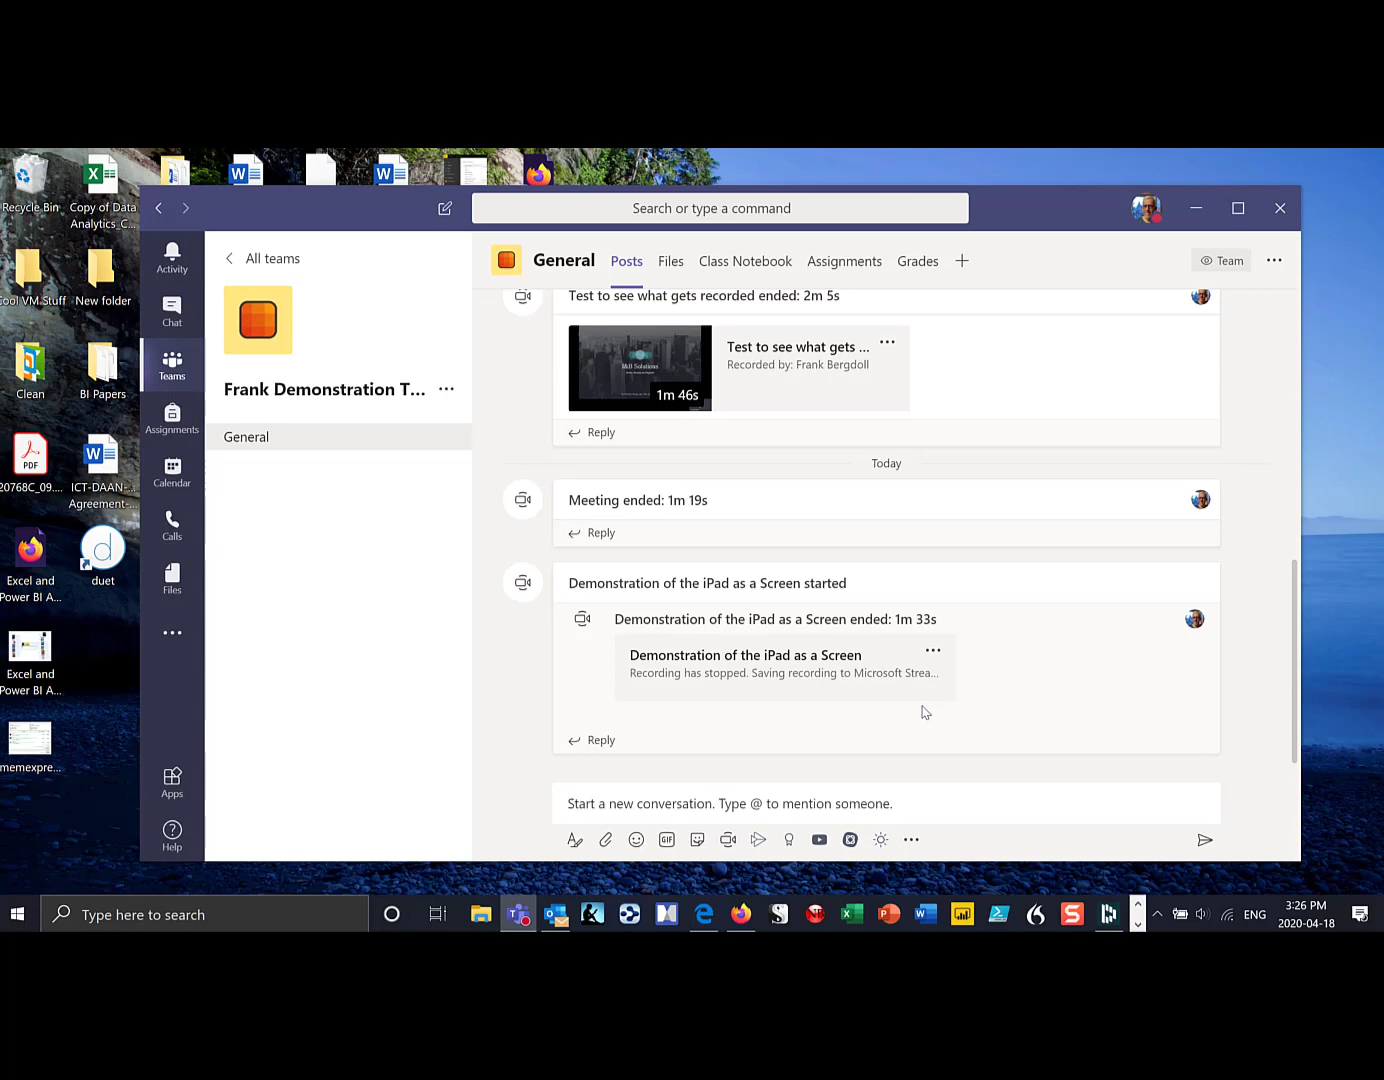 Recycle Bin
Copy of Data
Analytics_C...
Cool VM Stuff
New folder
Clean
BI Papers
PDF
20768C_09....
ICT-DAAN-...
Agreement-...
Excel and
Power BI A...
duet
Excel and
Power BI A...
memexpre...
Search or type a command
Activity
Chat
Teams
Assignments
Calendar
Calls
Files
Apps
Help
All teams
Frank Demonstration T...
General
General
Posts
Files
Class Notebook
Assignments
Grades
Team
Test to see what gets recorded ended: 2m 5s
M&B Solutions
1m 46s
Test to see what gets ...
Recorded by: Frank Bergdoll
Reply
Today
Meeting ended: 1m 19s
Reply
Demonstration of the iPad as a Screen started
Demonstration of the iPad as a Screen ended: 1m 33s
Demonstration of the iPad as a Screen
Recording has stopped. Saving recording to Microsoft Strea...
Reply
Start a new conversation. Type @ to mention someone.
GIF
Type here to search
ENG
3:26 PM
2020-04-18